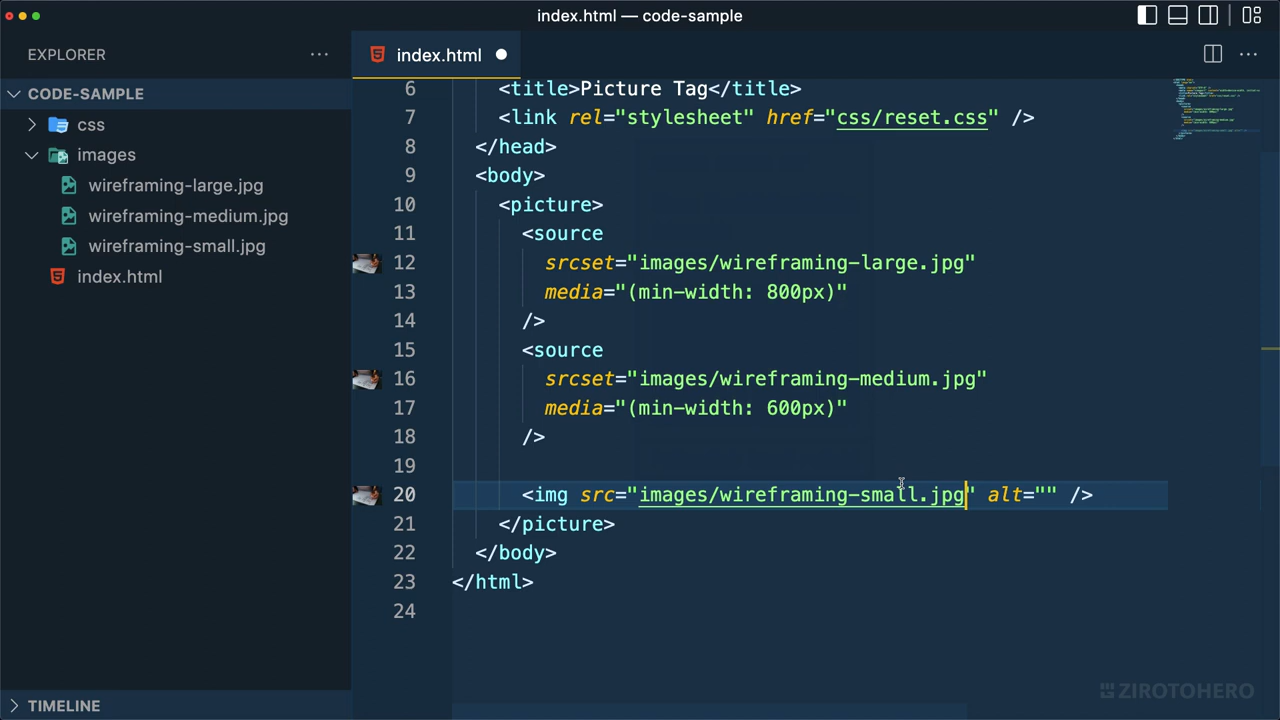 index.html — code-sample
EXPLORER
CODE-SAMPLE
css
images
wireframing-large.jpg
wireframing-medium.jpg
wireframing-small.jpg
index.html
TIMELINE
index.html
6 <title>Picture Tag</title>
7 <link rel="stylesheet" href="css/reset.css" />
8 </head>
9 <body>
10 <picture>
11 <source
12 srcset="images/wireframing-large.jpg"
13 media="(min-width: 800px)"
14 />
15 <source
16 srcset="images/wireframing-medium.jpg"
17 media="(min-width: 600px)"
18 />
19
20 <img src="images/wireframing-small.jpg" alt="" />
21 </picture>
22 </body>
23 </html>
24
ZIROTOHERO